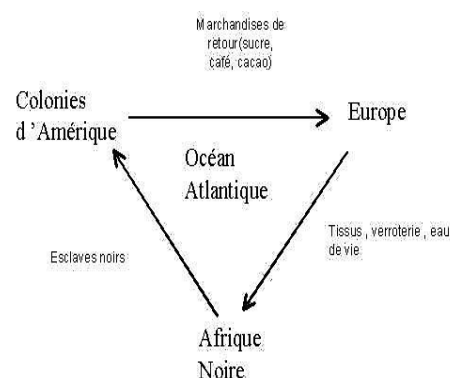 Marchandises de
retour(sucre,
café, cacao)
Colonies
d 'Amérique
Europe
Océan
Atlantique
Tissus , verroterie , eau
de vie
Esclaves noirs
Afrique
Noire